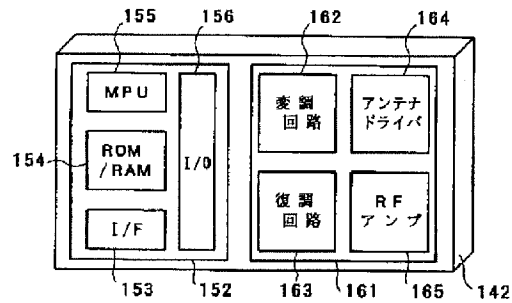 155
156
162
164
MPU
ROM
/RAM
I/F
I/O
変調
回路
アンテナ
ドライバ
復調
回路
RF
アンプ
154
153
152
163
161
165
142